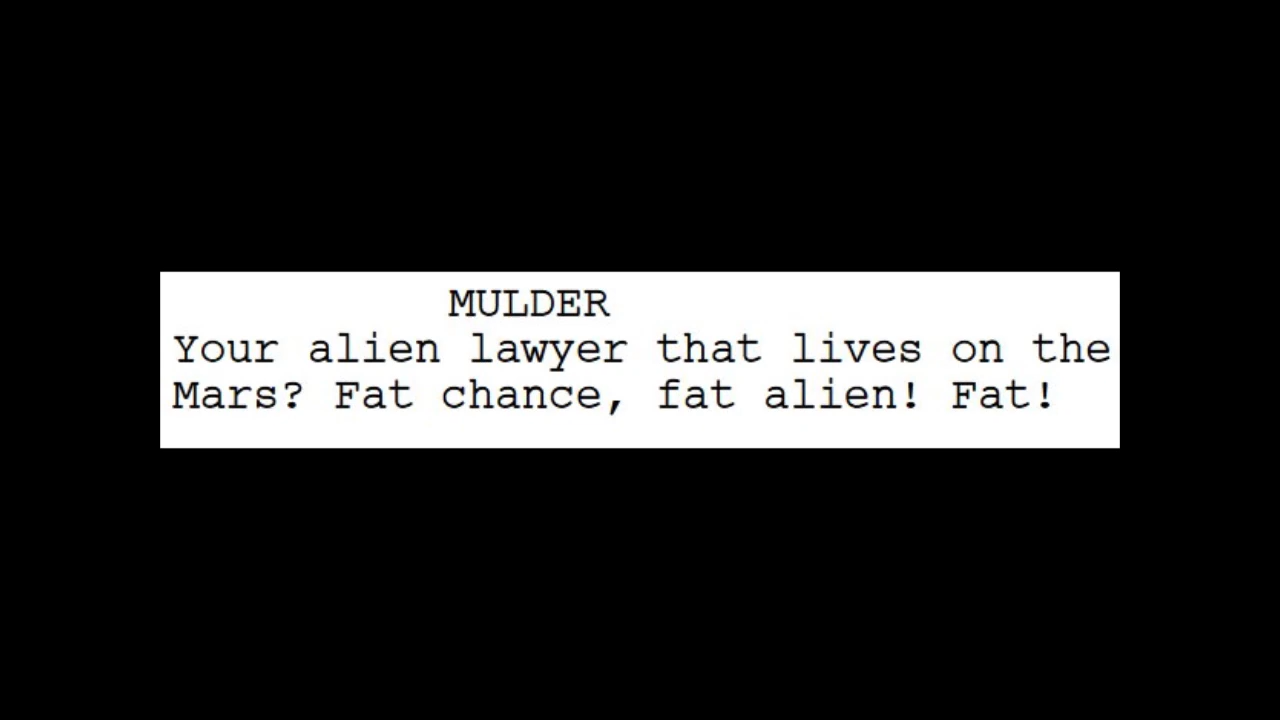 MULDER
Your alien lawyer that lives on the
Mars? Fat chance, fat alien! Fat!